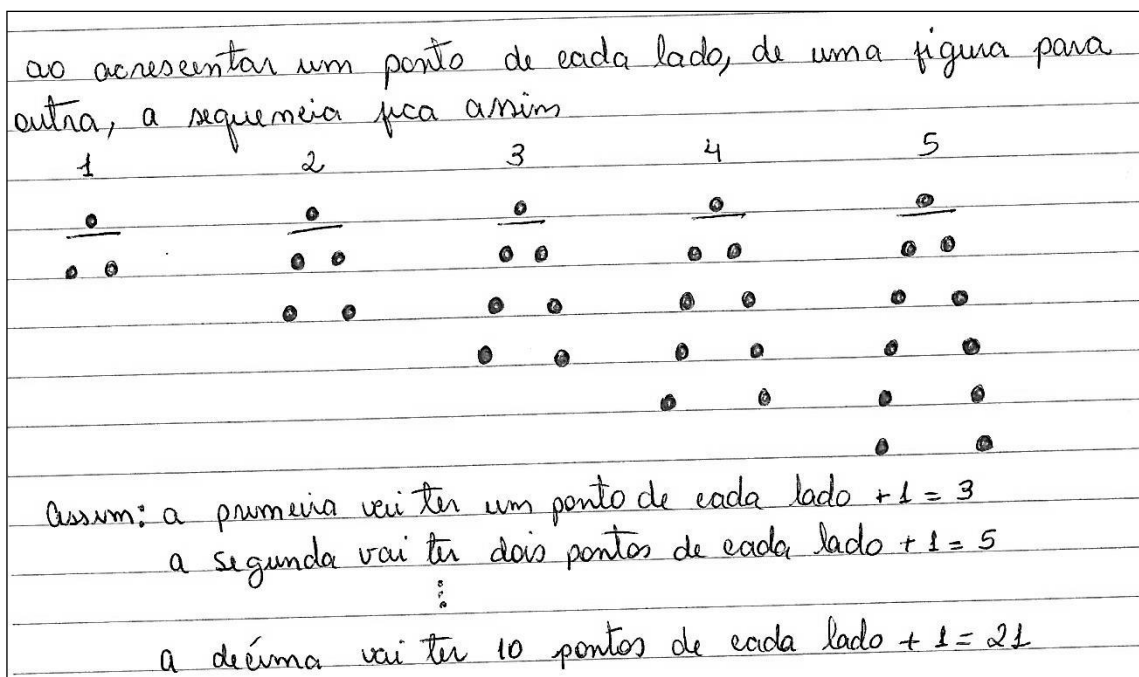 ao acrescentar um ponto de cada lado, de uma figura para
outra, a sequencia fica assim
1 2 3 4 5
Assim: a primeira vai ter um ponto de cada lado +1 = 3
a segunda vai ter dois pontos de cada lado +1 = 5
⋮
a décima vai ter 10 pontos de cada lado +1 = 21